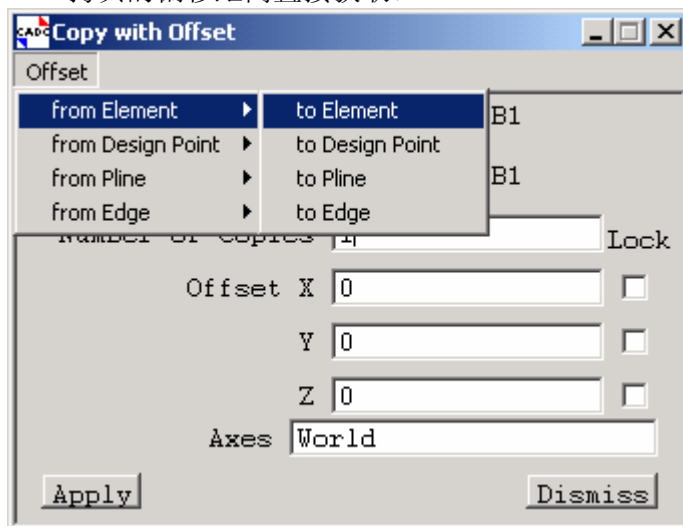 CADC Copy with Offset
Offset
from Element to Element B1
from Design Point to Design Point
from Pline to Pline B1
from Edge to Edge
Number of Copies 1 Lock
Offset X 0
Y 0
Z 0
Axes World
Apply Dismiss